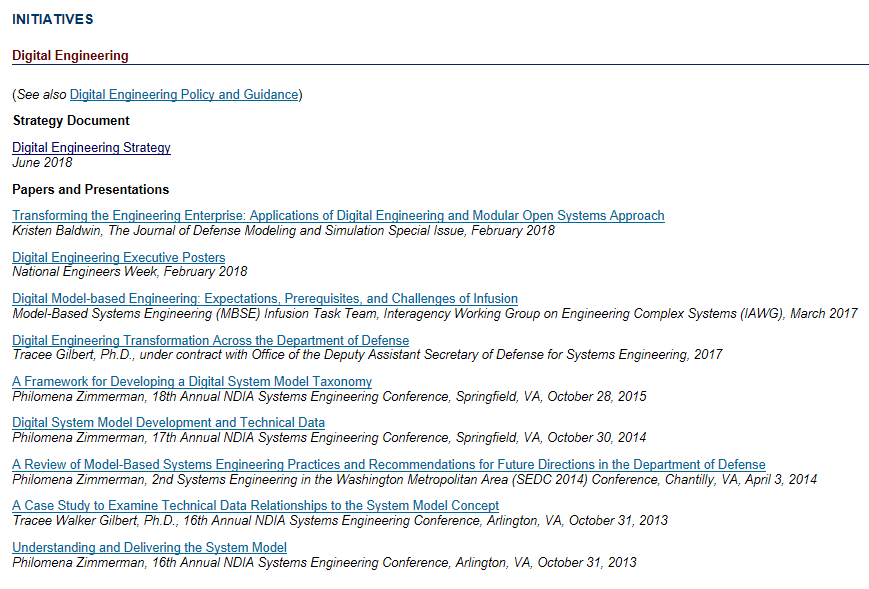 INITIATIVES
Digital Engineering
(See also Digital Engineering Policy and Guidance)
Strategy Document
Digital Engineering Strategy
June 2018
Papers and Presentations
Transforming the Engineering Enterprise: Applications of Digital Engineering and Modular Open Systems Approach
Kristen Baldwin, The Journal of Defense Modeling and Simulation Special Issue, February 2018
Digital Engineering Executive Posters
National Engineers Week, February 2018
Digital Model-based Engineering: Expectations, Prerequisites, and Challenges of Infusion
Model-Based Systems Engineering (MBSE) Infusion Task Team, Interagency Working Group on Engineering Complex Systems (IAWG), March 2017
Digital Engineering Transformation Across the Department of Defense
Tracee Gilbert, Ph.D., under contract with Office of the Deputy Assistant Secretary of Defense for Systems Engineering, 2017
A Framework for Developing a Digital System Model Taxonomy
Philomena Zimmerman, 18th Annual NDIA Systems Engineering Conference, Springfield, VA, October 28, 2015
Digital System Model Development and Technical Data
Philomena Zimmerman, 17th Annual NDIA Systems Engineering Conference, Springfield, VA, October 30, 2014
A Review of Model-Based Systems Engineering Practices and Recommendations for Future Directions in the Department of Defense
Philomena Zimmerman, 2nd Systems Engineering in the Washington Metropolitan Area (SEDC 2014) Conference, Chantilly, VA, April 3, 2014
A Case Study to Examine Technical Data Relationships to the System Model Concept
Tracee Walker Gilbert, Ph.D., 16th Annual NDIA Systems Engineering Conference, Arlington, VA, October 31, 2013
Understanding and Delivering the System Model
Philomena Zimmerman, 16th Annual NDIA Systems Engineering Conference, Arlington, VA, October 31, 2013